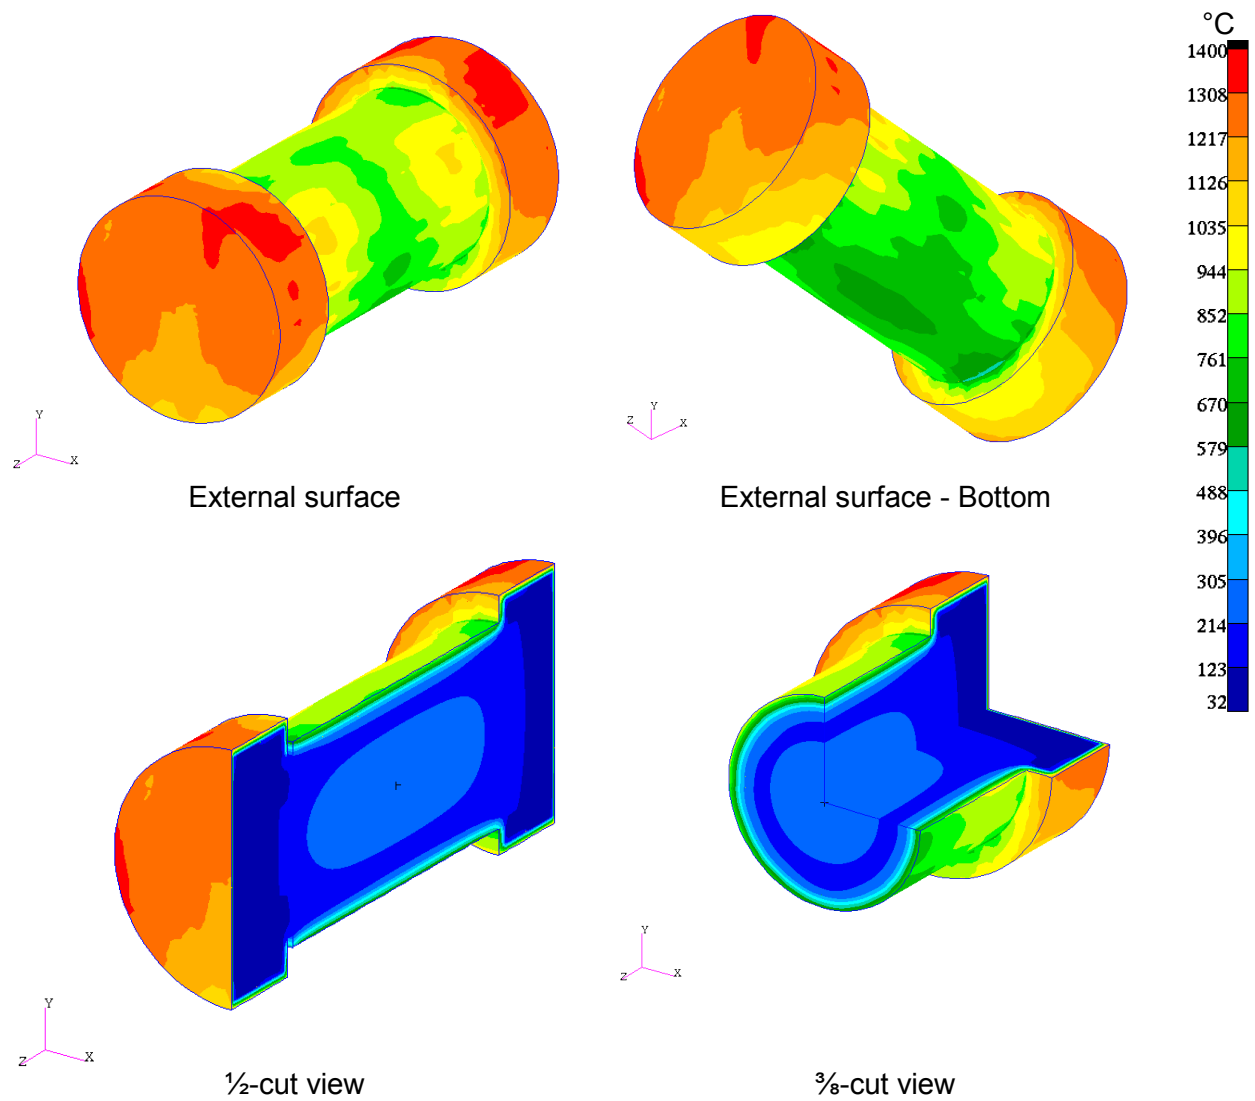 °C
1400
1308
1217
1126
1035
944
852
761
670
579
488
396
305
214
123
32
Y
Z
X
Y
Z
X
External surface
External surface - Bottom
Y
Z
X
Y
Z
X
½-cut view
⅜-cut view